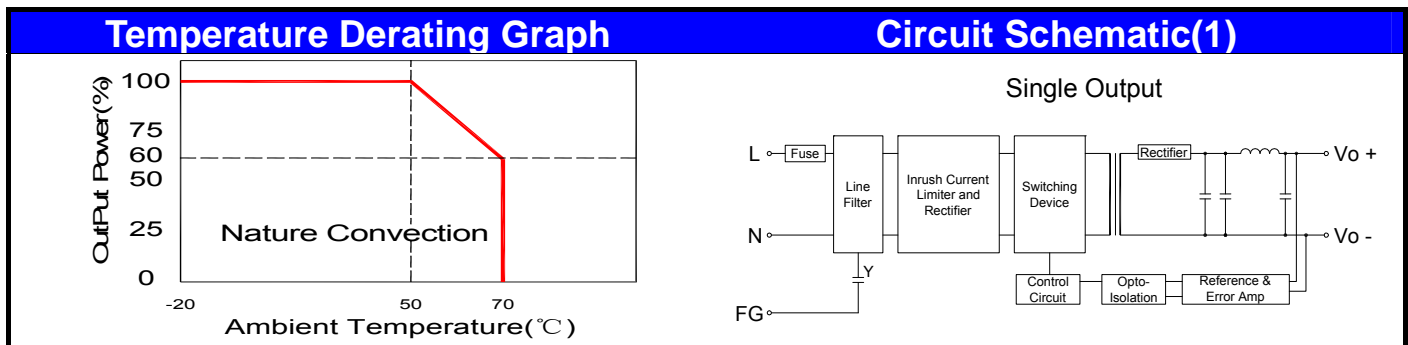 Temperature Derating Graph
Circuit Schematic(1)
OutPut Power(%)
100
75
60
50
25
0
Nature Convection
-20
50
70
Ambient Temperature(℃)
Single Output
L
Fuse
Line
Filter
Inrush Current
Limiter and
Rectifier
Switching
Device
Rectifier
Vo +
N
Vo -
Y
FG
Control
Circuit
Opto-
Isolation
Reference &
Error Amp